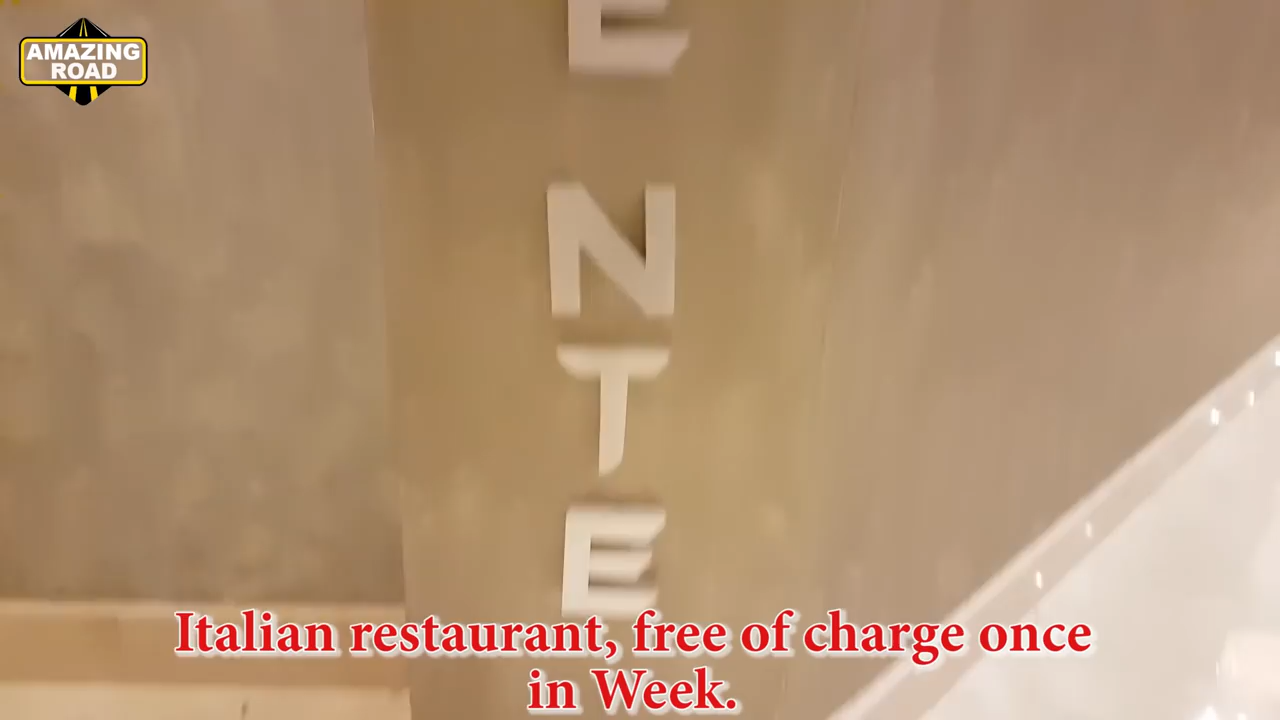 AMAZING
ROAD
E
N
T
E
Italian restaurant, free of charge once
in Week.